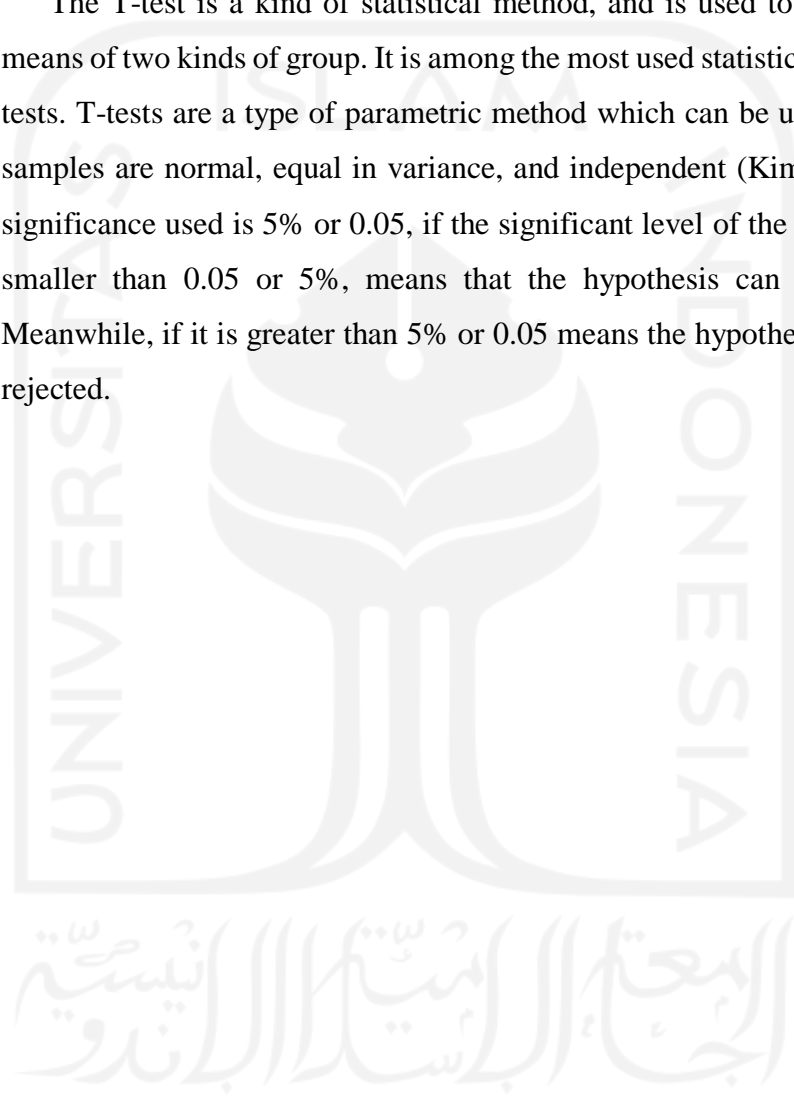 The T-test is a kind of statistical method, and is used to
means of two kinds of group. It is among the most used statistic
tests. T-tests are a type of parametric method which can be u
samples are normal, equal in variance, and independent (Kim
significance used is 5% or 0.05, if the significant level of the
smaller than 0.05 or 5%, means that the hypothesis can
Meanwhile, if it is greater than 5% or 0.05 means the hypothe
rejected.
ISLAM
UNIVERSITAS
INDONESIA